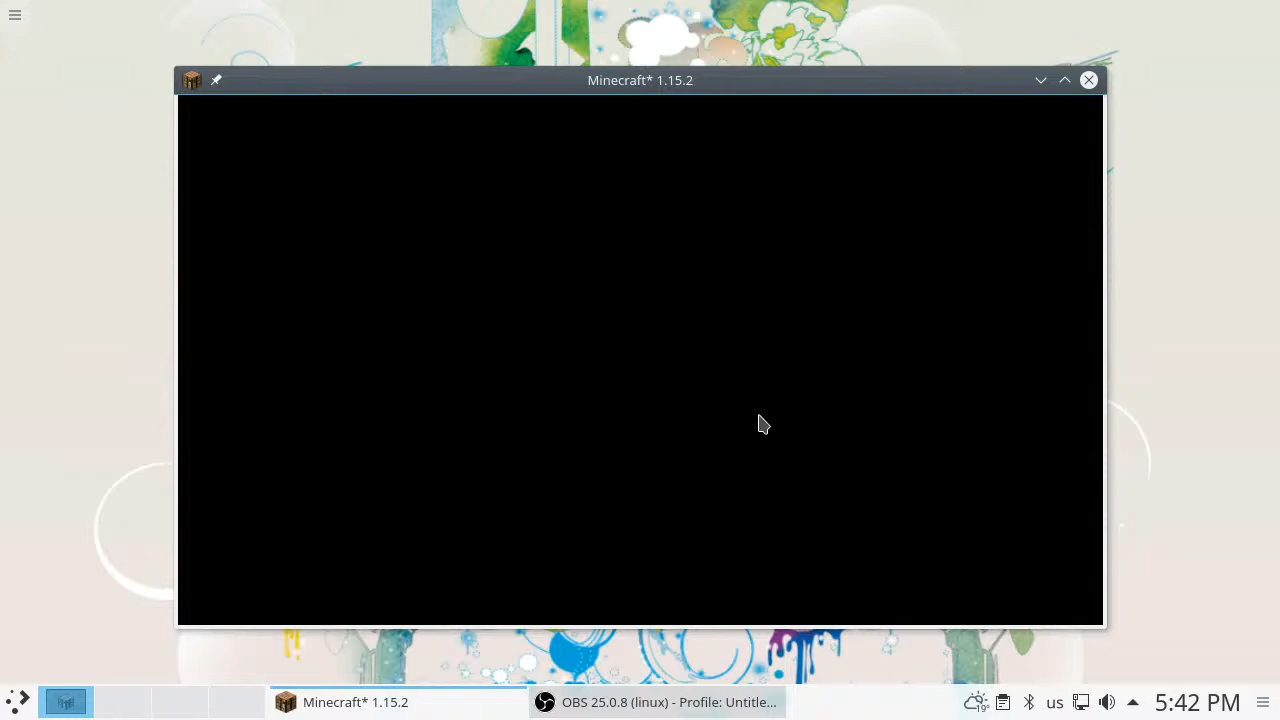 Minecraft* 1.15.2
Minecraft* 1.15.2
OBS 25.0.8 (linux) - Profile: Untitle...
19°
us
5:42 PM